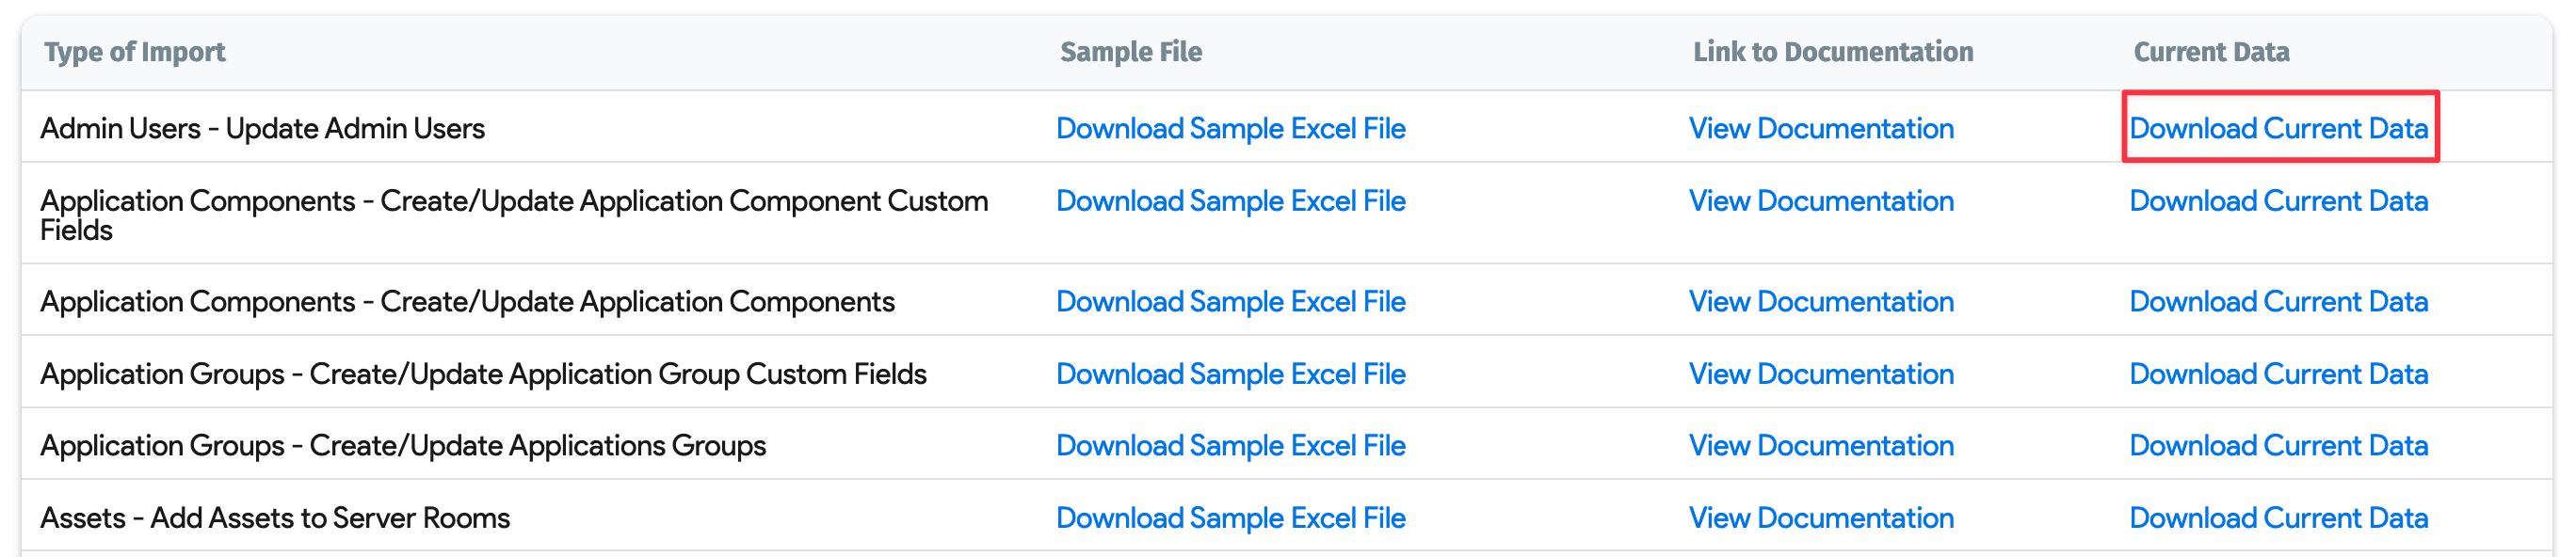 Type of Import Sample File Link to Documentation Current Data
Admin Users - Update Admin Users Download Sample Excel File View Documentation Download Current Data
Application Components - Create/Update Application Component Custom Download Sample Excel File View Documentation Download Current Data
Fields
Application Components - Create/Update Application Components Download Sample Excel File View Documentation Download Current Data
Application Groups - Create/Update Application Group Custom Fields Download Sample Excel File View Documentation Download Current Data
Application Groups - Create/Update Applications Groups Download Sample Excel File View Documentation Download Current Data
Assets - Add Assets to Server Rooms Download Sample Excel File View Documentation Download Current Data